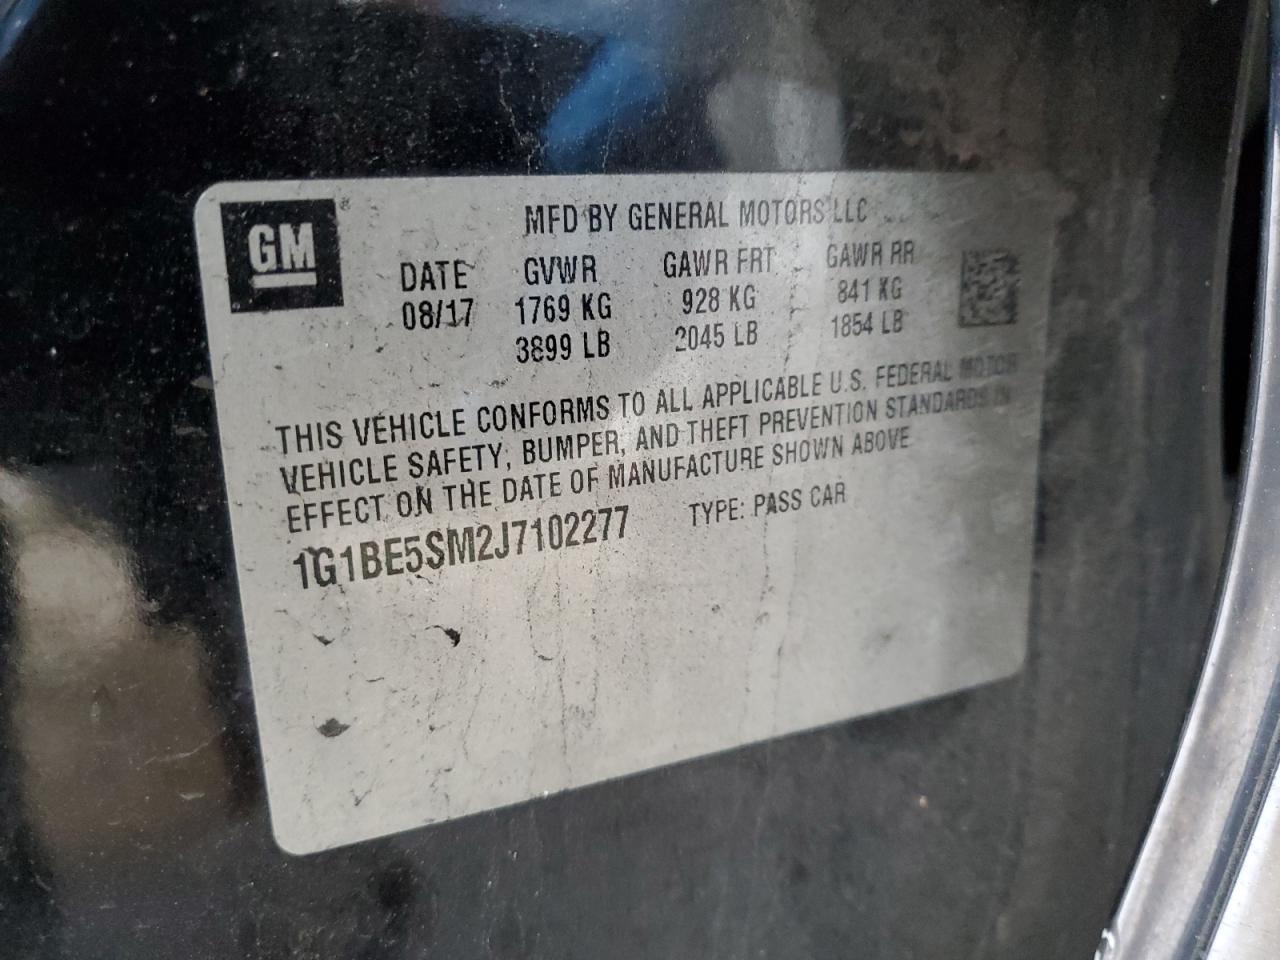 GM ®
MFD BY GENERAL MOTORS LLC
DATE GVWR GAWR FRT GAWR RR
08/17 1769 KG 928 KG 841 KG
3899 LB 2045 LB 1854 LB
THIS VEHICLE CONFORMS TO ALL APPLICABLE U.S. FEDERAL MOTOR
VEHICLE SAFETY, BUMPER, AND THEFT PREVENTION STANDARDS IN
EFFECT ON THE DATE OF MANUFACTURE SHOWN ABOVE
1G1BE5SM2J7102277 TYPE: PASS CAR